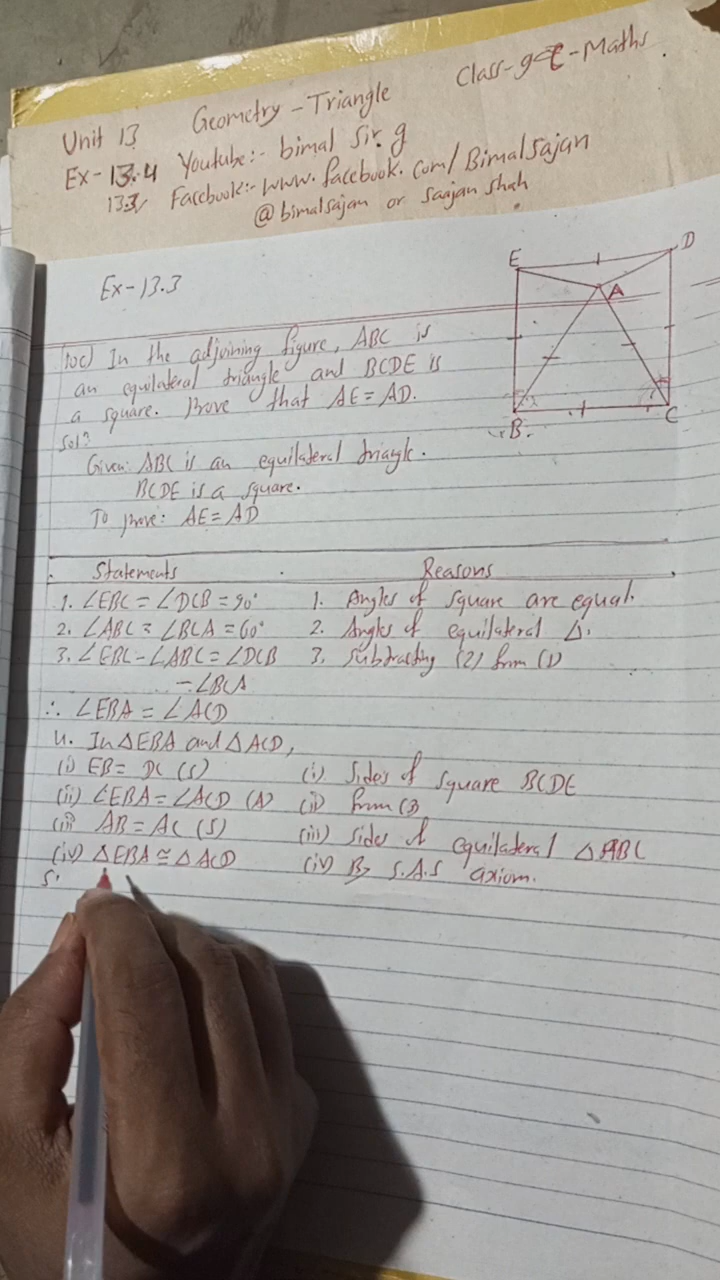 Class-9 - Maths
Unit 13 Geometry - Triangle
Ex- 13.4 Youtube:- bimal Sir g
13.3/ Facebook:- www.facebook.com/Bimalsajan
@bimalsajan or sanjan shah
Ex- 13.3
10c) In the adjoining figure, ABC is
an equilateral triangle and BCDE is
a square. Prove that AE = AD.
Sol?
Given: ABC is an equilateral triangle.
BCDE is a square.
To prove: AE = AD
E D
A
B C
Statements Reasons
1. ∠EBC = ∠DCB = 90° 1. Angles of square are equal.
2. ∠ABC = ∠BCA = 60° 2. Angles of equilateral Δ.
3. ∠EBC - ∠ABC = ∠DCB 3. Subtracting (2) from (1)
- ∠BCA
∴ ∠EBA = ∠ACD
4. In ΔEBA and ΔACD,
(i) EB = DC (S) (i) Sides of square BCDE
(ii) ∠EBA = ∠ACD (A) (ii) from (3)
(iii) AB = AC (S) (iii) Sides of equilateral ΔABC
(iv) ΔEBA ≅ ΔACD (iv) By S.A.S axiom.
5.